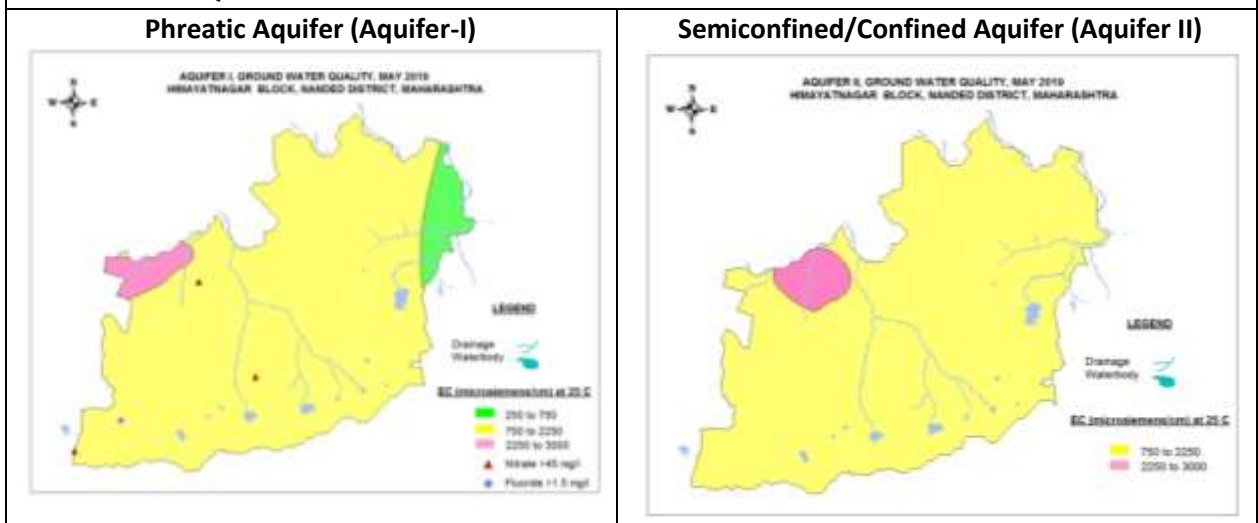 Phreatic Aquifer (Aquifer-I)
Semiconfined/Confined Aquifer (Aquifer II)
AQUIFER I, GROUND WATER QUALITY, MAY 2019
HIMAYATNAGAR BLOCK, NANDED DISTRICT, MAHARASHTRA
N
W E
S
LEGEND
Drainage
Waterbody
EC (microsiemens/cm) at 25 C
250 to 750
750 to 2250
2250 to 3000
Nitrate >45 mg/l
Fluoride >1.5 mg/l
AQUIFER II, GROUND WATER QUALITY, MAY 2019
HIMAYATNAGAR BLOCK, NANDED DISTRICT, MAHARASHTRA
N
W E
S
LEGEND
Drainage
Waterbody
EC (microsiemens/cm) at 25 C
750 to 2250
2250 to 3000